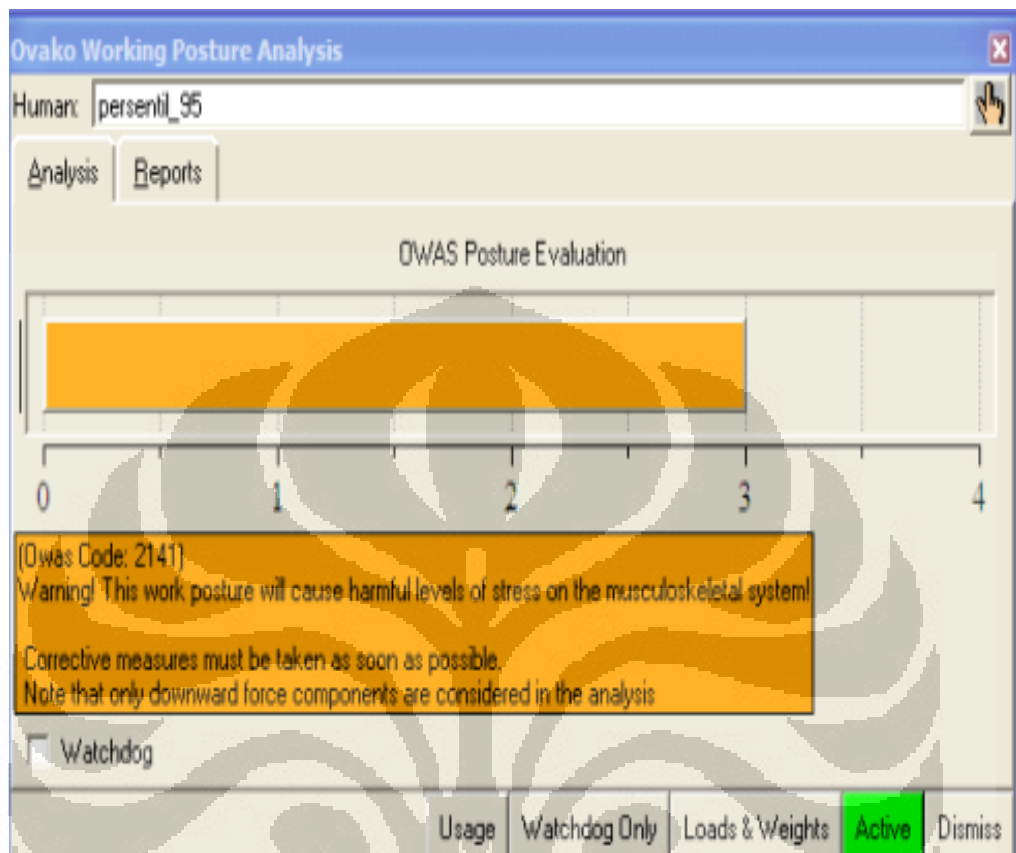 Ovako Working Posture Analysis
Human: persentil_95
Analysis Reports
OWAS Posture Evaluation
0 1 2 3 4
(Owas Code: 2141)
Warning! This work posture will cause harmful levels of stress on the musculoskeletal system!
Corrective measures must be taken as soon as possible.
Note that only downward force components are considered in the analysis
Watchdog
Usage Watchdog Only Loads & Weights Active Dismiss